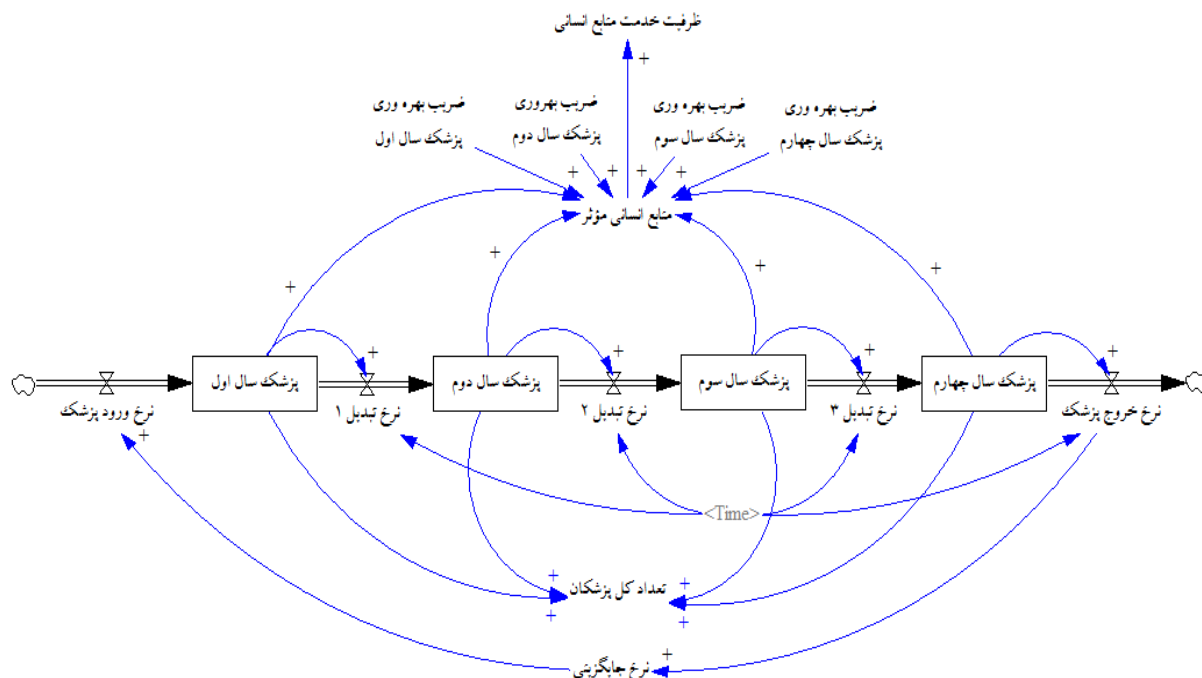 ظرفیت خدمت منابع انسانی
+
ضریب بهره وری
پزشک سال اول
ضریب بهروری
پزشک سال دوم
ضریب بهره وری
پزشک سال سوم
ضریب بهره وری
پزشک سال چهارم
+ + + +
منابع انسانی مؤثر
+ + + +
+ + + +
پزشک سال اول
پزشک سال دوم
پزشک سال سوم
پزشک سال چهارم
نرخ ورود پزشک
نرخ تبدیل ۱
نرخ تبدیل ۲
نرخ تبدیل ۳
نرخ خروج پزشک
+
<Time>
+ +
تعداد کل پزشکان
+ +
نرخ جایگزینی
+